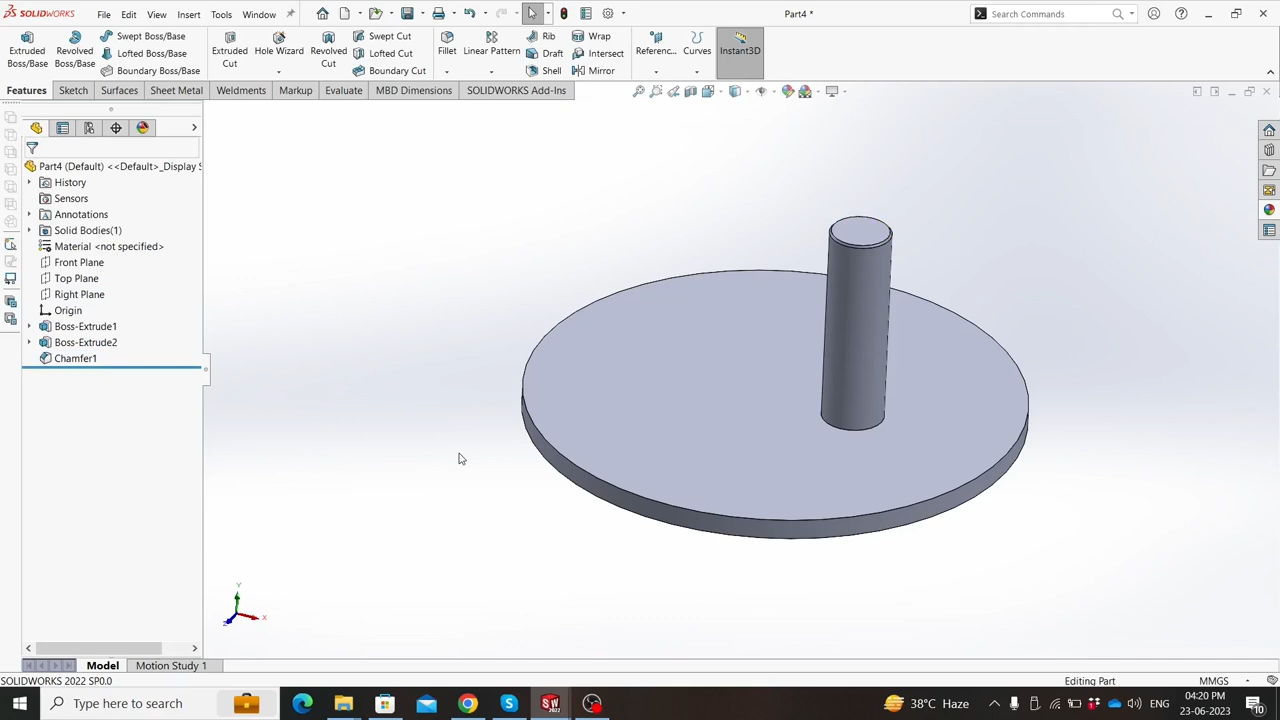 SOLIDWORKS File Edit View Insert Tools Window Part4 * Search Commands
Extruded Boss/Base
Revolved Boss/Base
Swept Boss/Base
Lofted Boss/Base
Boundary Boss/Base
Extruded Cut
Hole Wizard
Revolved Cut
Swept Cut
Lofted Cut
Boundary Cut
Fillet
Linear Pattern
Rib
Draft
Shell
Wrap
Intersect
Mirror
Referenc...
Curves
Instant3D
Features Sketch Surfaces Sheet Metal Weldments Markup Evaluate MBD Dimensions SOLIDWORKS Add-Ins
Part4 (Default) <<Default>_Display S
History
Sensors
Annotations
Solid Bodies(1)
Material <not specified>
Front Plane
Top Plane
Right Plane
Origin
Boss-Extrude1
Boss-Extrude2
Chamfer1
Y
X
Z
Model Motion Study 1
SOLIDWORKS 2022 SP0.0 Editing Part MMGS
Type here to search 38°C Haze ENG 04:20 PM
23-06-2023